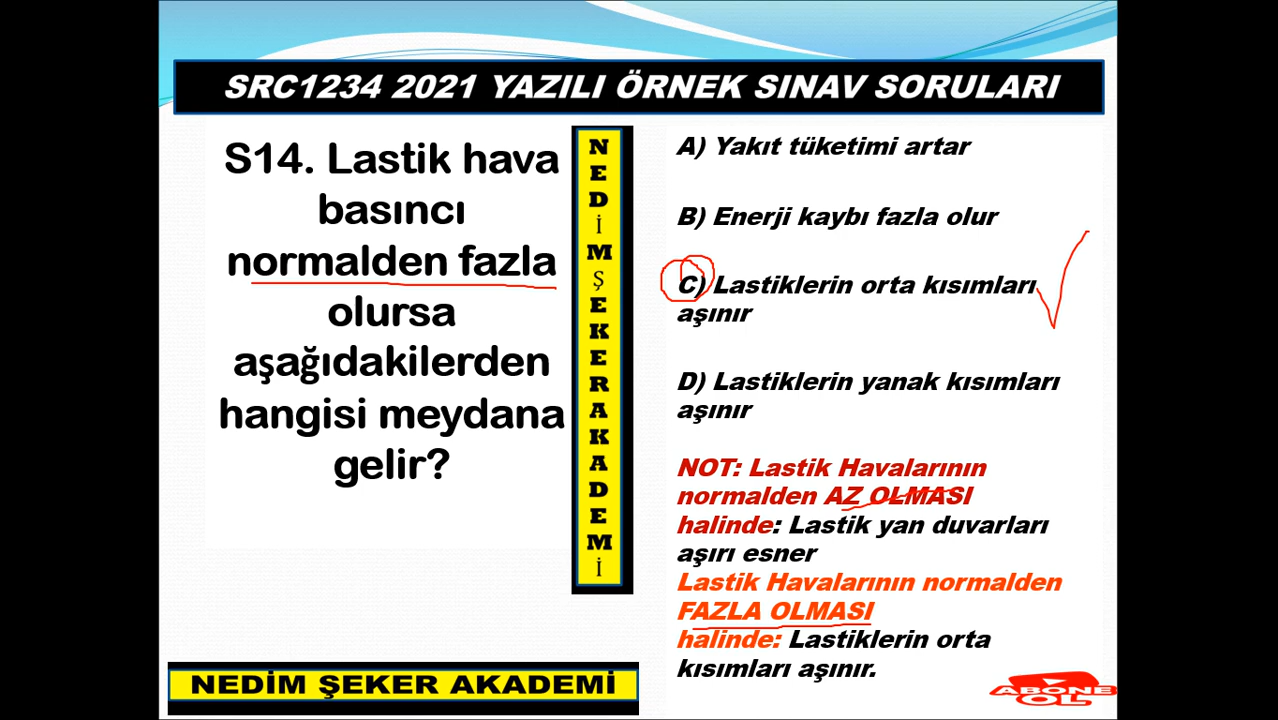 SRC1234 2021 YAZILI ÖRNEK SINAV SORULARI
S14. Lastik hava
basıncı
normalden fazla
olursa
aşağıdakilerden
hangisi meydana
gelir?
NEDİMŞEKERAKADEMİ
A) Yakıt tüketimi artar
B) Enerji kaybı fazla olur
C) Lastiklerin orta kısımları
aşınır
D) Lastiklerin yanak kısımları
aşınır
NOT: Lastik Havalarının
normalden AZ OLMASI
halinde: Lastik yan duvarları
aşırı esner
Lastik Havalarının normalden
FAZLA OLMASI
halinde: Lastiklerin orta
kısımları aşınır.
NEDİM ŞEKER AKADEMİ
ABONE
OL